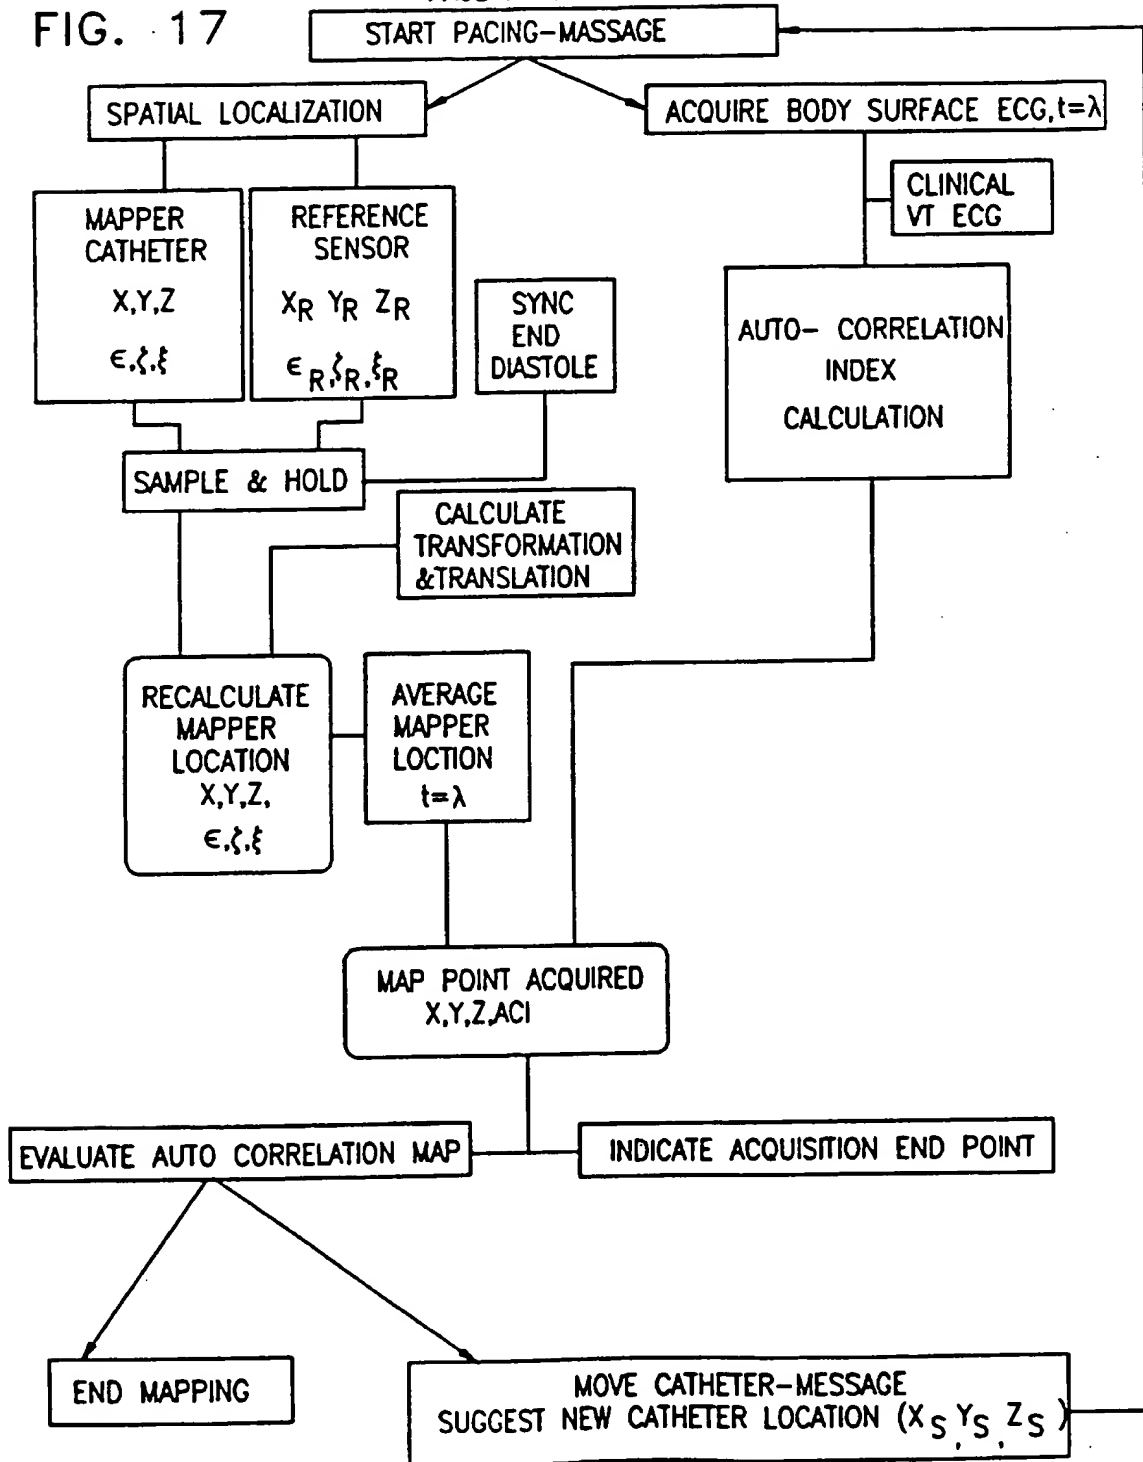 FIG. 17
START PACING-MASSAGE
SPATIAL LOCALIZATION
ACQUIRE BODY SURFACE ECG,t=λ
CLINICAL
VT ECG
MAPPER
CATHETER
X,Y,Z
ϵ,ζ,ξ
REFERENCE
SENSOR
XR YR ZR
ϵR,ζR,ξR
SYNC
END
DIASTOLE
AUTO- CORRELATION
INDEX
CALCULATION
SAMPLE & HOLD
CALCULATE
TRANSFORMATION
&TRANSLATION
RECALCULATE
MAPPER
LOCATION
X,Y,Z,
ϵ,ζ,ξ
AVERAGE
MAPPER
LOCTION
t=λ
MAP POINT ACQUIRED
X,Y,Z,ACI
EVALUATE AUTO CORRELATION MAP
INDICATE ACQUISITION END POINT
END MAPPING
MOVE CATHETER-MESSAGE
SUGGEST NEW CATHETER LOCATION (XS,YS,ZS)